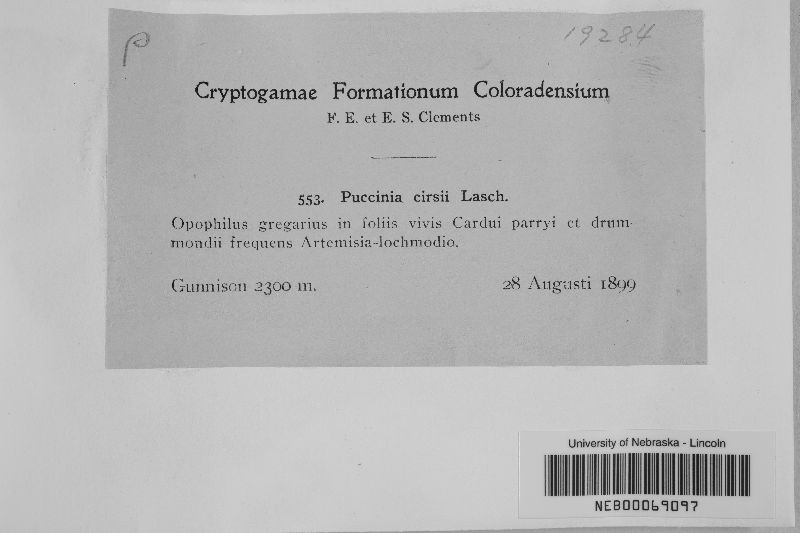 P 19284
Cryptogamae Formationum Coloradensium
F. E. et E. S. Clements
553. Puccinia cirsii Lasch.
Opophilus gregarius in foliis vivis Cardui parryi et drum-
mondii frequens Artemisia-lochmodio.
Gunnison 2300 m. 28 Augusti 1899
University of Nebraska - Lincoln
NEB00069097